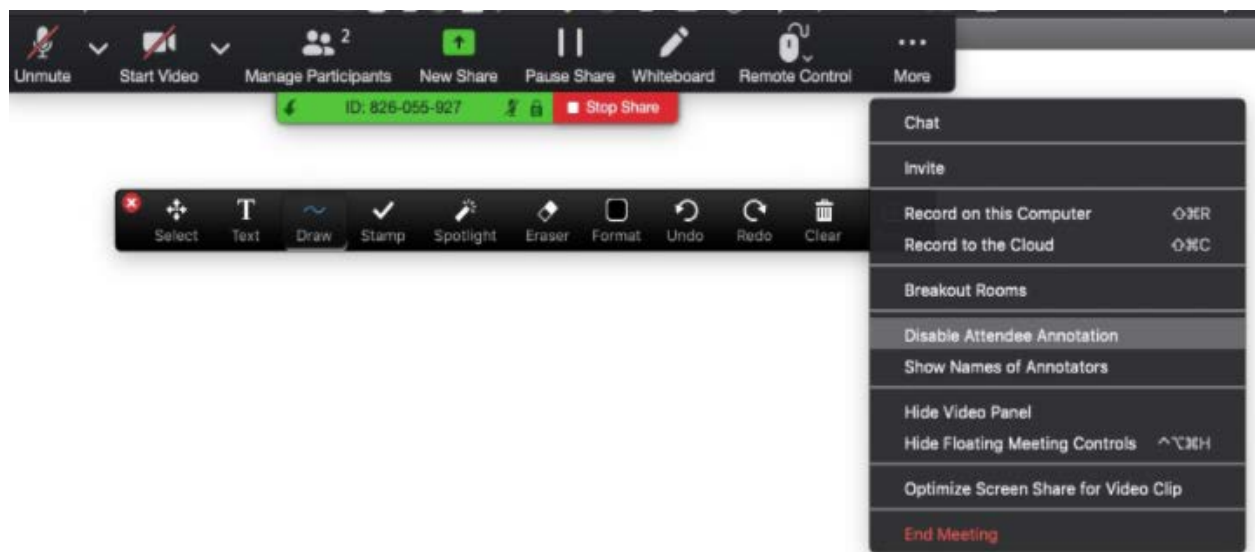 2
Unmute Start Video Manage Participants New Share Pause Share Whiteboard Remote Control More
ID: 826-055-927 Stop Share
Chat
Invite
Select Text Draw Stamp Spotlight Eraser Format Undo Redo Clear
Record on this Computer ⇧⌘R
Record to the Cloud ⇧⌘C
Breakout Rooms
Disable Attendee Annotation
Show Names of Annotators
Hide Video Panel
Hide Floating Meeting Controls ^⌥⌘H
Optimize Screen Share for Video Clip
End Meeting